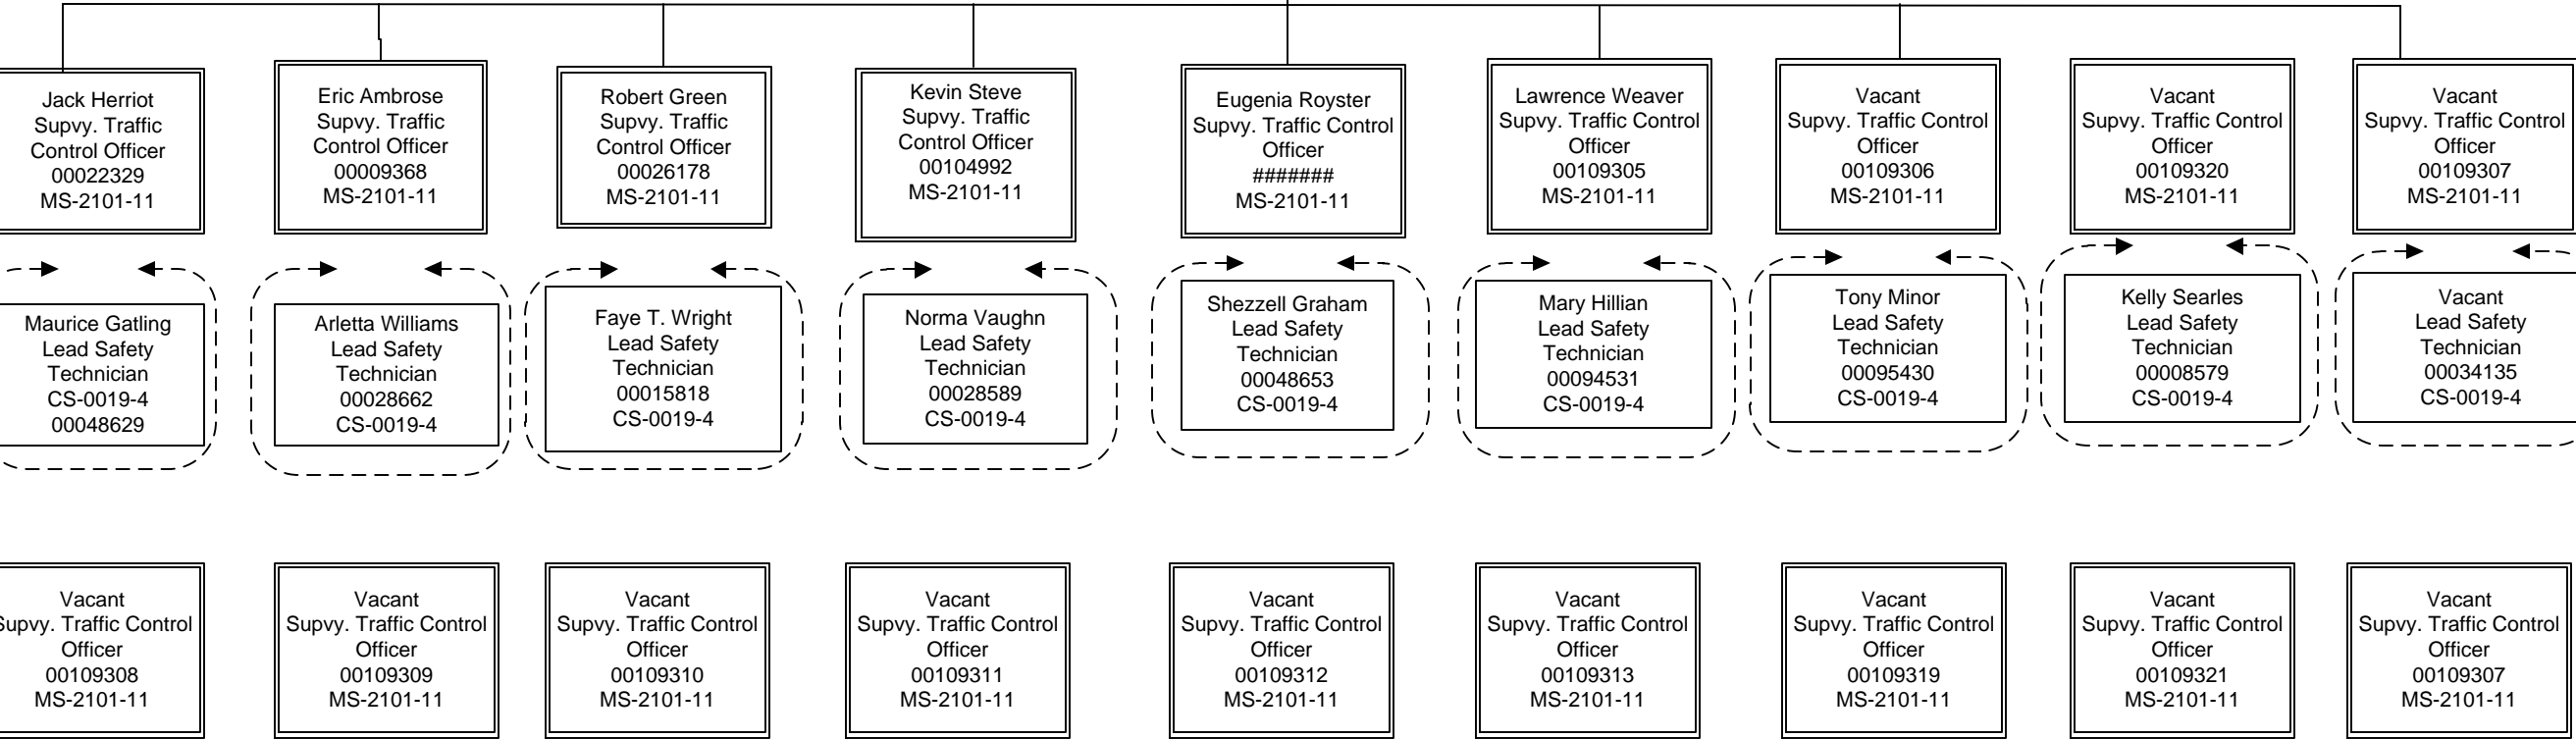 Jack Herriot
Supvy. Traffic
Control Officer
00022329
MS-2101-11
Eric Ambrose
Supvy. Traffic
Control Officer
00009368
MS-2101-11
Robert Green
Supvy. Traffic
Control Officer
00026178
MS-2101-11
Kevin Steve
Supvy. Traffic
Control Officer
00104992
MS-2101-11
Eugenia Royster
Supvy. Traffic Control
Officer
#######
MS-2101-11
Lawrence Weaver
Supvy. Traffic Control
Officer
00109305
MS-2101-11
Vacant
Supvy. Traffic Control
Officer
00109306
MS-2101-11
Vacant
Supvy. Traffic Control
Officer
00109320
MS-2101-11
Vacant
Supvy. Traffic Control
Officer
00109307
MS-2101-11
Maurice Gatling
Lead Safety
Technician
CS-0019-4
00048629
Arletta Williams
Lead Safety
Technician
00028662
CS-0019-4
Faye T. Wright
Lead Safety
Technician
00015818
CS-0019-4
Norma Vaughn
Lead Safety
Technician
00028589
CS-0019-4
Shezzell Graham
Lead Safety
Technician
00048653
CS-0019-4
Mary Hillian
Lead Safety
Technician
00094531
CS-0019-4
Tony Minor
Lead Safety
Technician
00095430
CS-0019-4
Kelly Searles
Lead Safety
Technician
00008579
CS-0019-4
Vacant
Lead Safety
Technician
00034135
CS-0019-4
Vacant
Supvy. Traffic Control
Officer
00109308
MS-2101-11
Vacant
Supvy. Traffic Control
Officer
00109309
MS-2101-11
Vacant
Supvy. Traffic Control
Officer
00109310
MS-2101-11
Vacant
Supvy. Traffic Control
Officer
00109311
MS-2101-11
Vacant
Supvy. Traffic Control
Officer
00109312
MS-2101-11
Vacant
Supvy. Traffic Control
Officer
00109313
MS-2101-11
Vacant
Supvy. Traffic Control
Officer
00109319
MS-2101-11
Vacant
Supvy. Traffic Control
Officer
00109321
MS-2101-11
Vacant
Supvy. Traffic Control
Officer
00109307
MS-2101-11